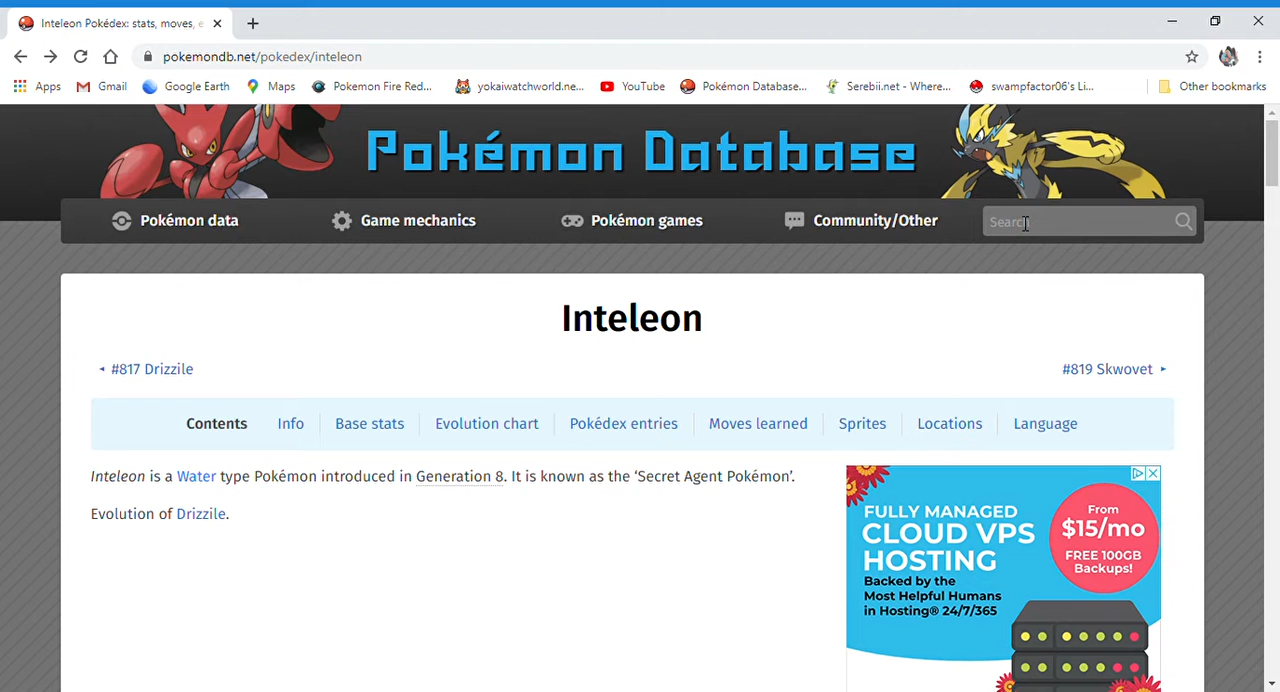 Inteleon Pokédex: stats, moves, e
pokemondb.net/pokedex/inteleon
Apps Gmail Google Earth Maps Pokemon Fire Red... yokaiwatchworld.ne... YouTube Pokémon Database... Serebii.net - Where... swampfactor06's Li... Other bookmarks
Pokémon Database
Pokémon data Game mechanics Pokémon games Community/Other Search
Inteleon
#817 Drizzile #819 Skwovet
Contents Info Base stats Evolution chart Pokédex entries Moves learned Sprites Locations Language
Inteleon is a Water type Pokémon introduced in Generation 8. It is known as the ‘Secret Agent Pokémon’.
Evolution of Drizzile.
FULLY MANAGED
CLOUD VPS
HOSTING
Backed by the
Most Helpful Humans
in Hosting® 24/7/365
From
$15/mo
FREE 100GB
Backups!